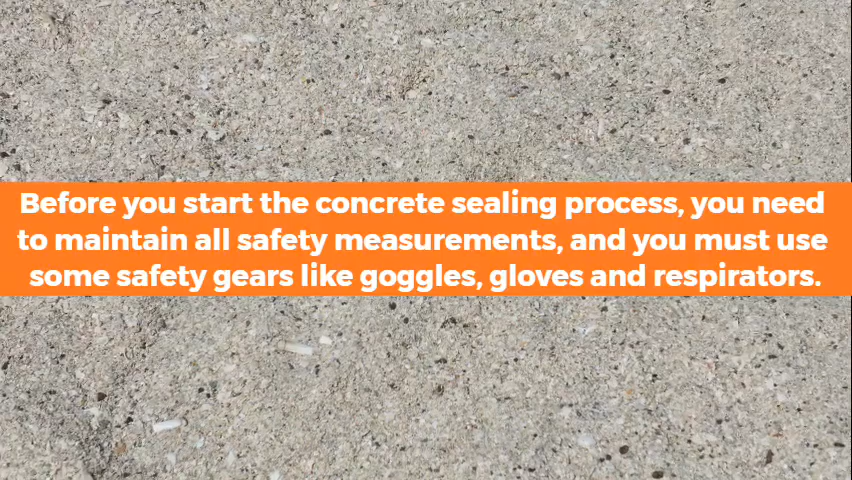 Before you start the concrete sealing process, you need
to maintain all safety measurements, and you must use
some safety gears like goggles, gloves and respirators.